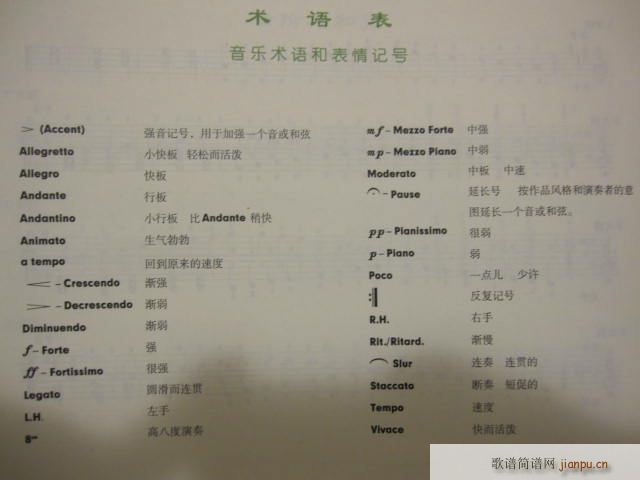 术 语 表
音乐术语和表情记号
> (Accent) 强音记号，用于加强一个音或和弦
Allegretto 小快板 轻松而活泼
Allegro 快板
Andante 行板
Andantino 小行板 比 Andante 稍快
Animato 生气勃勃
a tempo 回到原来的速度
– Crescendo 渐强
– Decrescendo 渐弱
Diminuendo 渐弱
f – Forte 强
ff – Fortissimo 很强
Legato 圆滑而连贯
L.H. 左手
8va 高八度演奏
mf – Mezzo Forte 中强
mp – Mezzo Piano 中弱
Moderato 中板 中速
– Pause 延长号 按作品风格和演奏者的意
图延长一个音或和弦。
pp – Pianissimo 很弱
p – Piano 弱
Poco 一点儿 少许
反复记号
R.H. 右手
Rit./Ritard. 渐慢
Slur 连奏 连贯的
Staccato 断奏 短促的
Tempo 速度
Vivace 快而活泼
歌谱简谱网 jianpu.cn